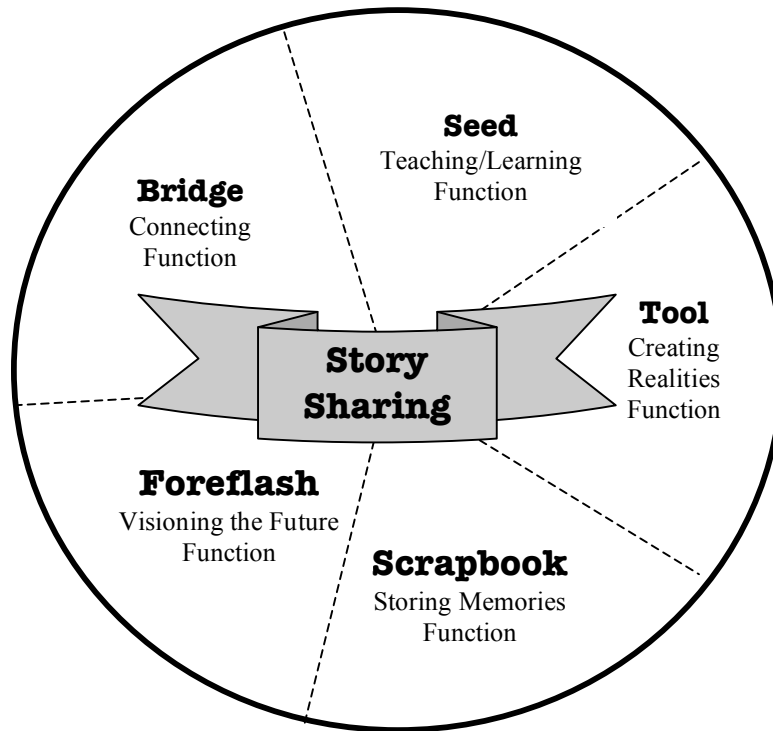 Seed
Teaching/Learning
Function
Bridge
Connecting
Function
Tool
Creating
Realities
Function
Story
Sharing
Foreflash
Visioning the Future
Function
Scrapbook
Storing Memories
Function